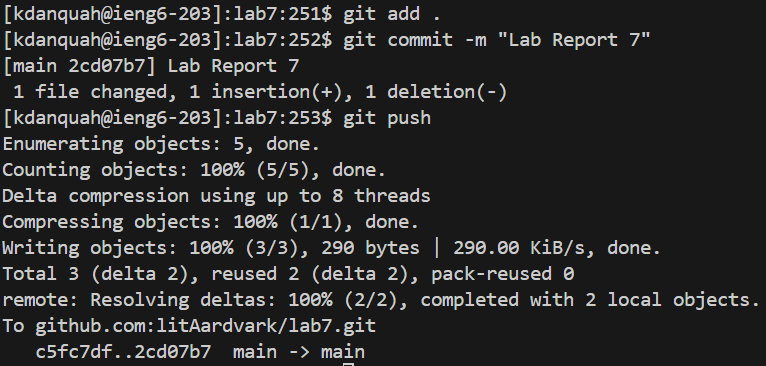 [kdanquah@ieng6-203]:lab7:251$ git add .
[kdanquah@ieng6-203]:lab7:252$ git commit -m "Lab Report 7"
[main 2cd07b7] Lab Report 7
 1 file changed, 1 insertion(+), 1 deletion(-)
[kdanquah@ieng6-203]:lab7:253$ git push
Enumerating objects: 5, done.
Counting objects: 100% (5/5), done.
Delta compression using up to 8 threads
Compressing objects: 100% (1/1), done.
Writing objects: 100% (3/3), 290 bytes | 290.00 KiB/s, done.
Total 3 (delta 2), reused 2 (delta 2), pack-reused 0
remote: Resolving deltas: 100% (2/2), completed with 2 local objects.
To github.com:litAardvark/lab7.git
   c5fc7df..2cd07b7  main -> main